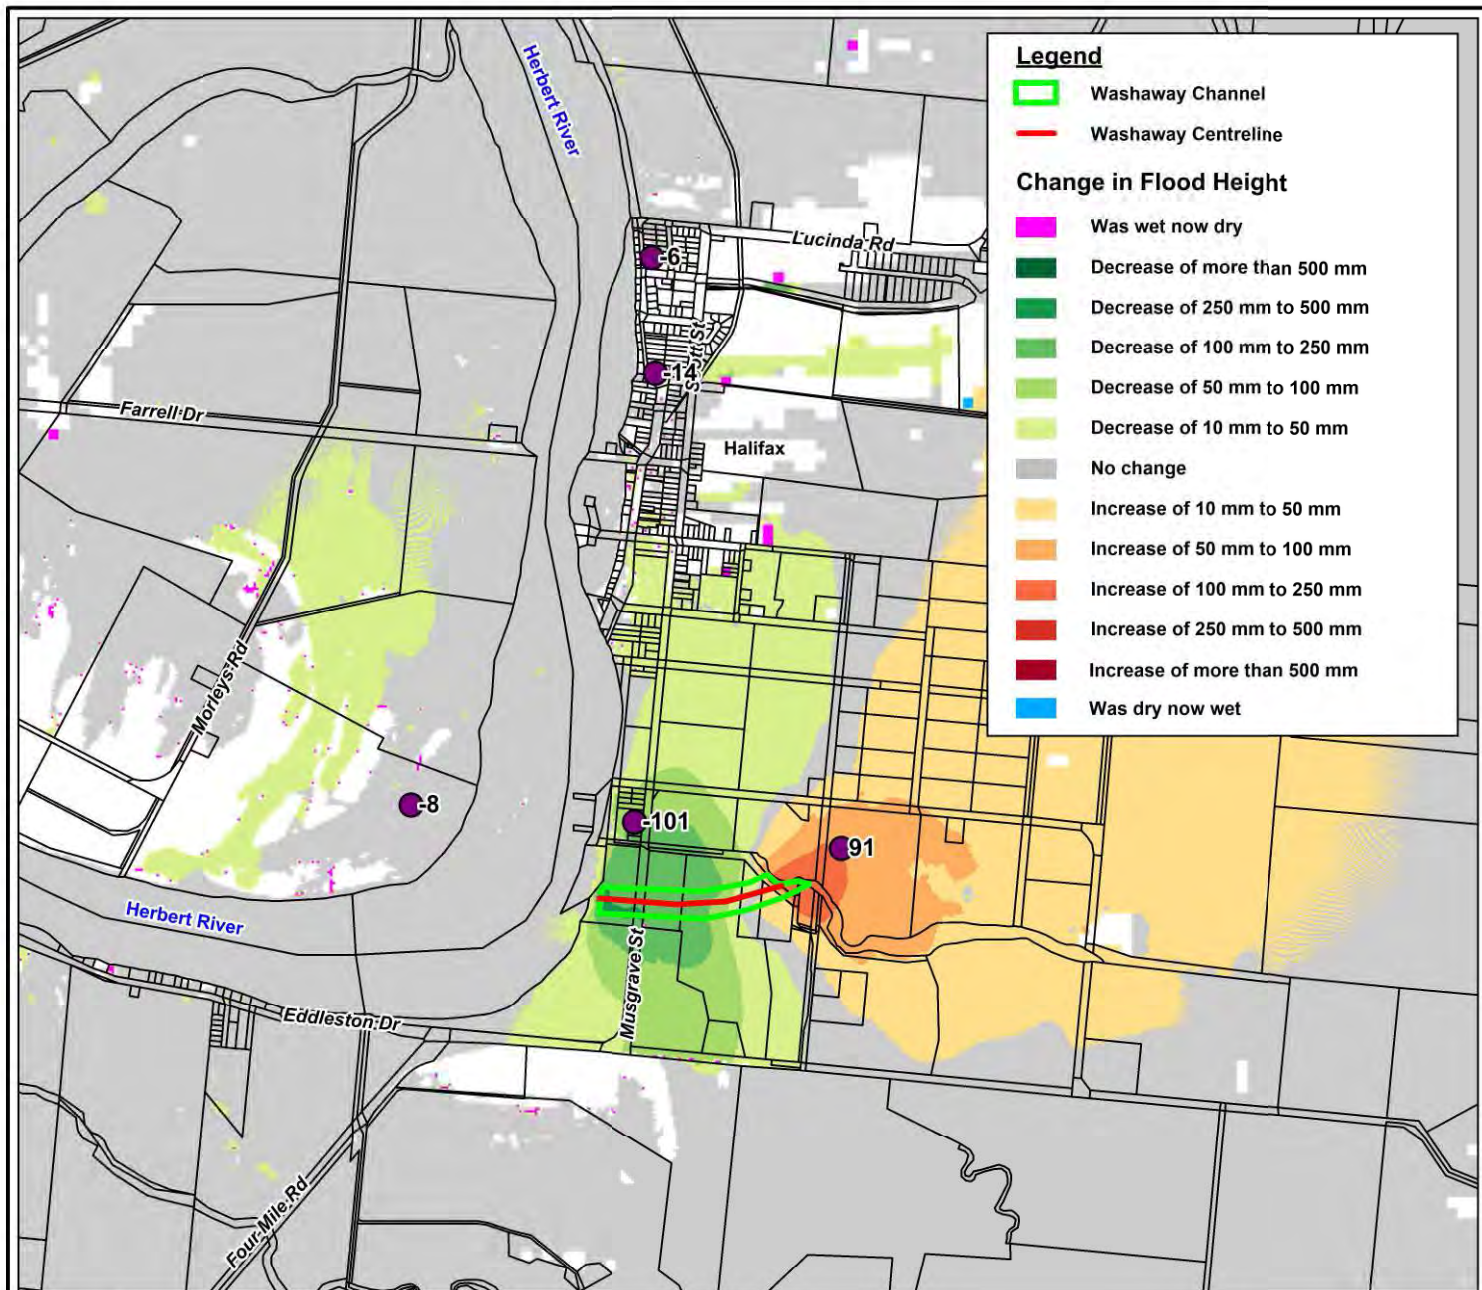 Legend
Washaway Channel
Washaway Centreline
Change in Flood Height
Was wet now dry
Decrease of more than 500 mm
Decrease of 250 mm to 500 mm
Decrease of 100 mm to 250 mm
Decrease of 50 mm to 100 mm
Decrease of 10 mm to 50 mm
No change
Increase of 10 mm to 50 mm
Increase of 50 mm to 100 mm
Increase of 100 mm to 250 mm
Increase of 250 mm to 500 mm
Increase of more than 500 mm
Was dry now wet
Herbert River
Lucinda Rd
-6
Scott St
-14
Farrell Dr
Halifax
Morleys Rd
-8
-101
91
Herbert River
Musgrave St
Eddleston Dr
Four Mile Rd